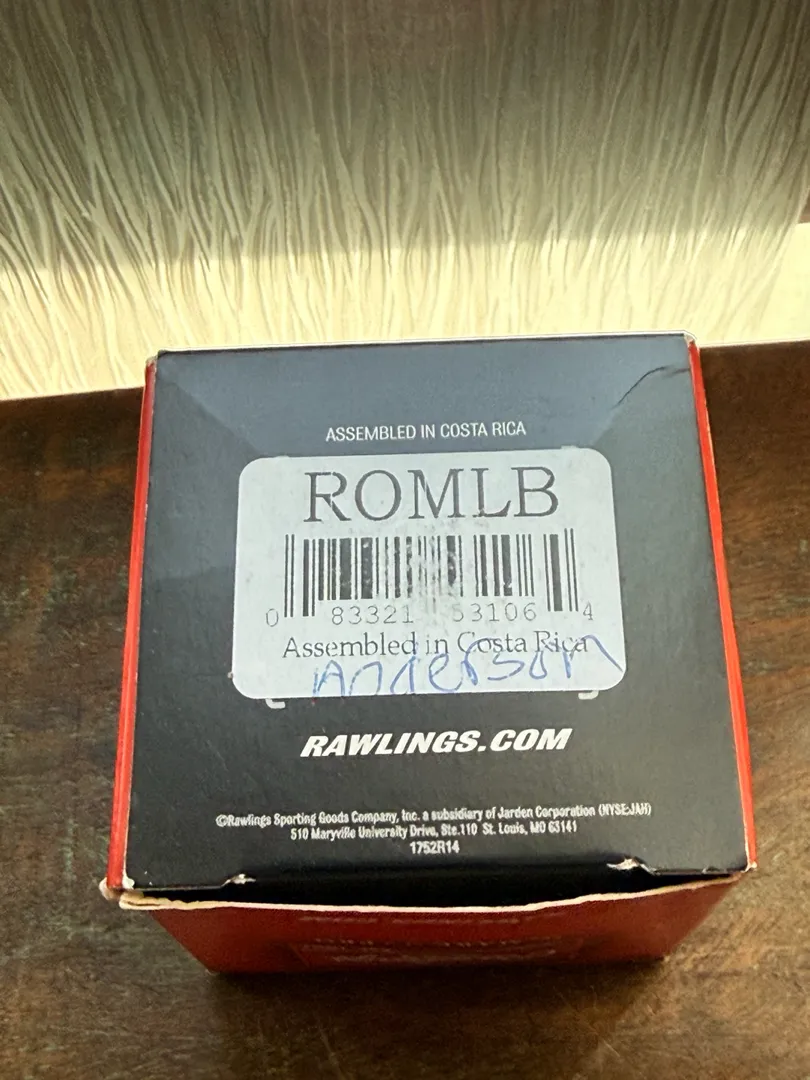 ASSEMBLED IN COSTA RICA
ROMLB
0 83321 53106 4
Assembled in Costa Rica
Anderson
RAWLINGS.COM
©Rawlings Sporting Goods Company, Inc. a subsidiary of Jarden Corporation (NYSE:JAH)
510 Maryville University Drive, Ste.110 St. Louis, MO 63141
1752R14